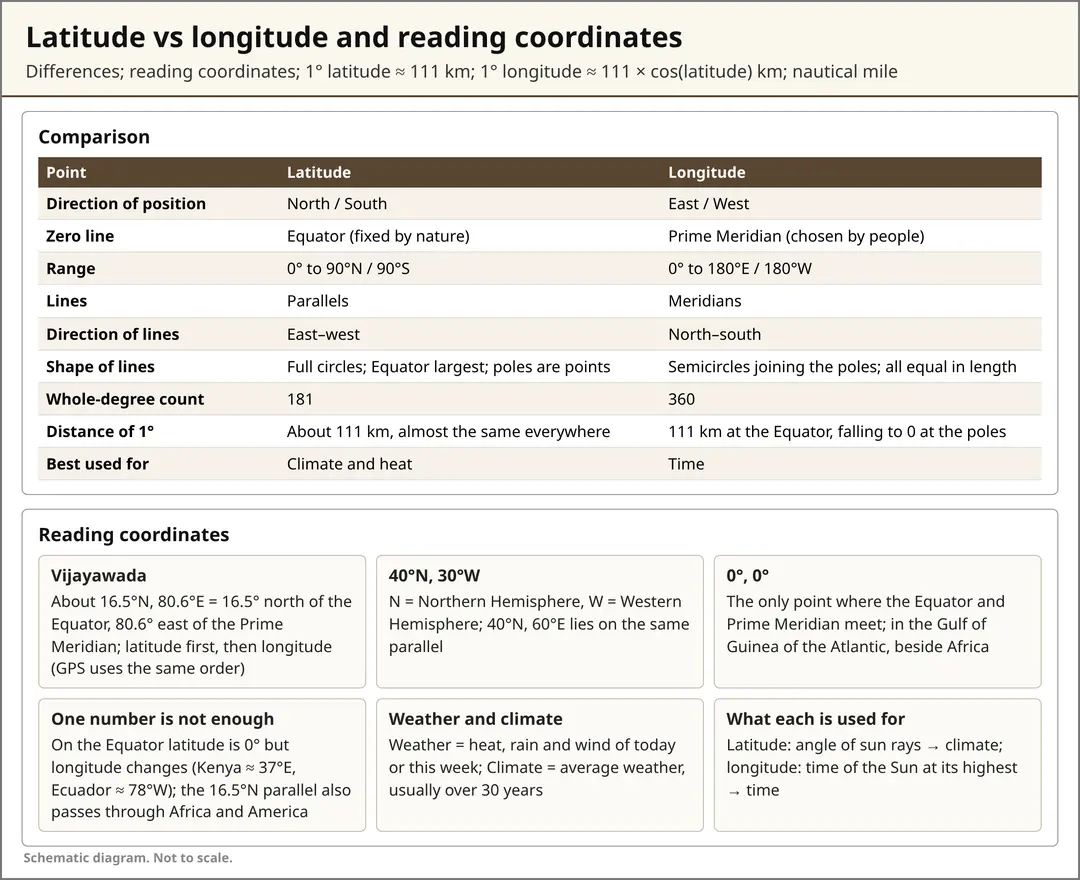 Latitude vs longitude and reading coordinates
Differences; reading coordinates; 1° latitude ≈ 111 km; 1° longitude ≈ 111 × cos(latitude) km; nautical mile
Comparison
Point Latitude Longitude
Direction of position North / South East / West
Zero line Equator (fixed by nature) Prime Meridian (chosen by people)
Range 0° to 90°N / 90°S 0° to 180°E / 180°W
Lines Parallels Meridians
Direction of lines East–west North–south
Shape of lines Full circles; Equator largest; poles are points Semicircles joining the poles; all equal in length
Whole-degree count 181 360
Distance of 1° About 111 km, almost the same everywhere 111 km at the Equator, falling to 0 at the poles
Best used for Climate and heat Time
Reading coordinates
Vijayawada
About 16.5°N, 80.6°E = 16.5° north of the
Equator, 80.6° east of the Prime
Meridian; latitude first, then longitude
(GPS uses the same order)
40°N, 30°W
N = Northern Hemisphere, W = Western
Hemisphere; 40°N, 60°E lies on the same
parallel
0°, 0°
The only point where the Equator and
Prime Meridian meet; in the Gulf of
Guinea of the Atlantic, beside Africa
One number is not enough
On the Equator latitude is 0° but
longitude changes (Kenya ≈ 37°E,
Ecuador ≈ 78°W); the 16.5°N parallel also
passes through Africa and America
Weather and climate
Weather = heat, rain and wind of today
or this week; Climate = average weather,
usually over 30 years
What each is used for
Latitude: angle of sun rays → climate;
longitude: time of the Sun at its highest
→ time
Schematic diagram. Not to scale.